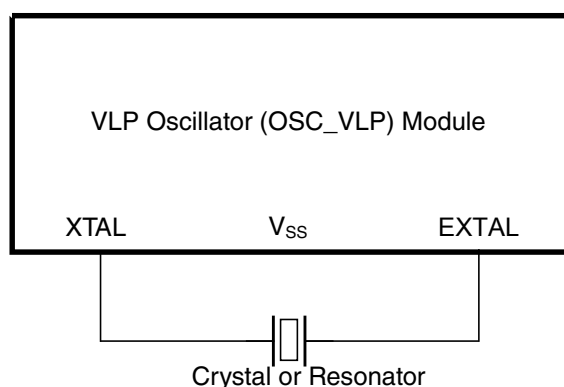 VLP Oscillator (OSC_VLP) Module
XTAL VSS EXTAL
Crystal or Resonator